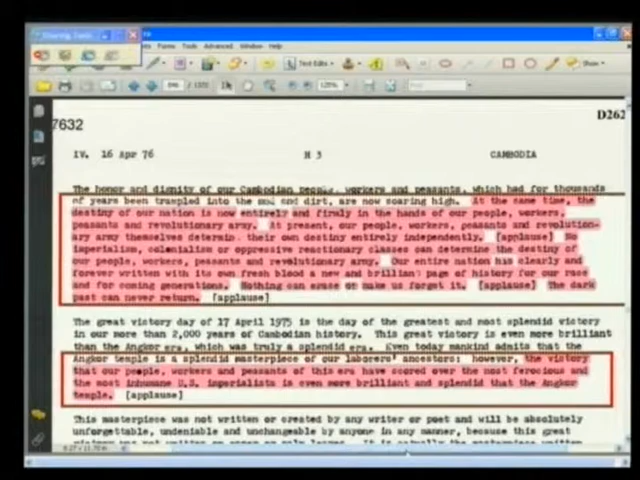 Sharing
Forms Tools Advanced Window Help
Text Edits
Show
/ 1372
D262
7632
IV. 16 Apr 76 H 3 CAMBODIA
The honor and dignity of our Cambodian people, workers and peasants, which had for thousands
of years been trampled into the soil and dirt, are now soaring high. At the same time, the
destiny of our nation is now entirely and firmly in the hands of our people, workers,
peasants and revolutionary army. At present, our people, workers, peasants and revolution-
ary army themselves determine their own destiny entirely independently. [applause] No
imperialism, colonialism or oppressive reactionary classes can determine the destiny of
our people, workers, peasants and revolutionary army. Our entire nation has clearly and
forever written with its own fresh blood a new and brilliant page of history for our race
and for coming generations. Nothing can erase or make us forget it. [applause] The dark
past can never return. [applause]
The great victory day of 17 April 1975 is the day of the greatest and most splendid victory
in our more than 2,000 years of Cambodian history. This great victory is even more brilliant
than the Angkor era, which was truly a splendid era. Even today mankind admits that the
Angkor temple is a splendid masterpiece of our laborers' ancestors; however, the victory
that our people, workers and peasants of this era have scored over the most ferocious and
the most inhumane U.S. imperialists is even more brilliant and splendid that the Angkor
temple. [applause]
This masterpiece was not written or created by any writer or poet and will be absolutely
unforgettable, undeniable and unchangeable by anyone in any manner, because this great